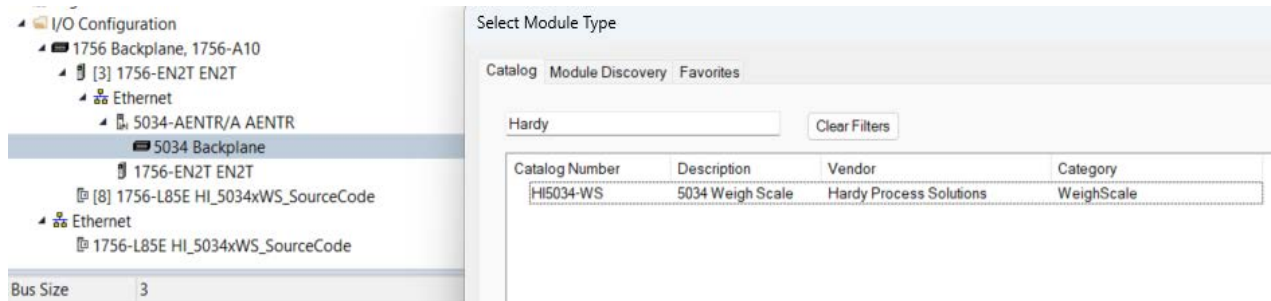 I/O Configuration
1756 Backplane, 1756-A10
[3] 1756-EN2T EN2T
Ethernet
5034-AENTR/A AENTR
5034 Backplane
1756-EN2T EN2T
[8] 1756-L85E HI_5034xWS_SourceCode
Ethernet
1756-L85E HI_5034xWS_SourceCode
Bus Size 3
Select Module Type
Catalog Module Discovery Favorites
Hardy Clear Filters
Catalog Number Description Vendor Category
HI5034-WS 5034 Weigh Scale Hardy Process Solutions WeighScale